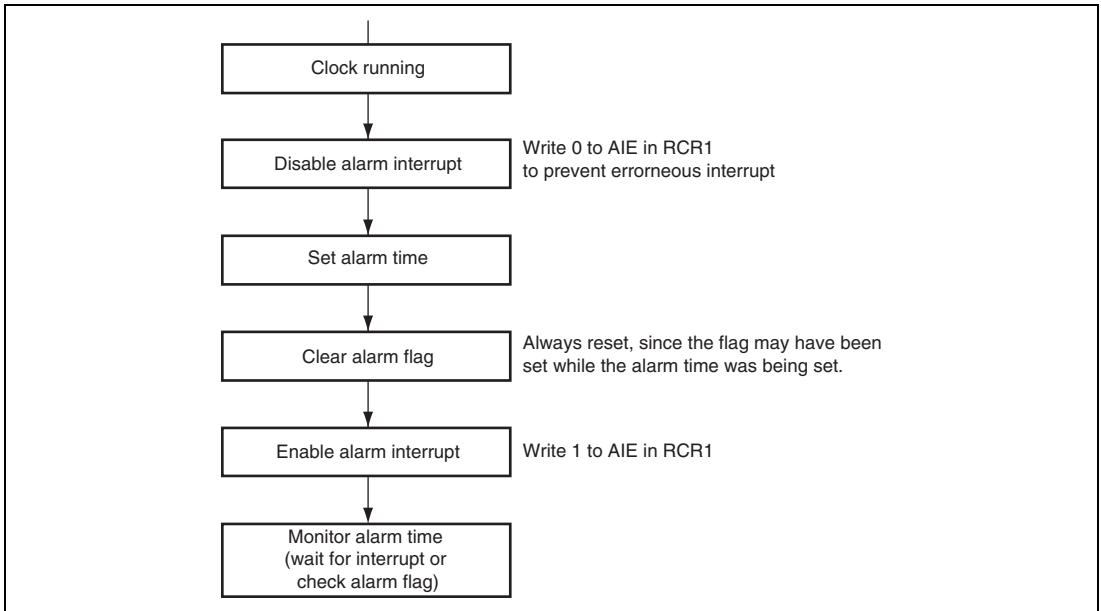 Clock running
Disable alarm interrupt
Write 0 to AIE in RCR1
to prevent errorneous interrupt
Set alarm time
Clear alarm flag
Always reset, since the flag may have been
set while the alarm time was being set.
Enable alarm interrupt
Write 1 to AIE in RCR1
Monitor alarm time
(wait for interrupt or
check alarm flag)